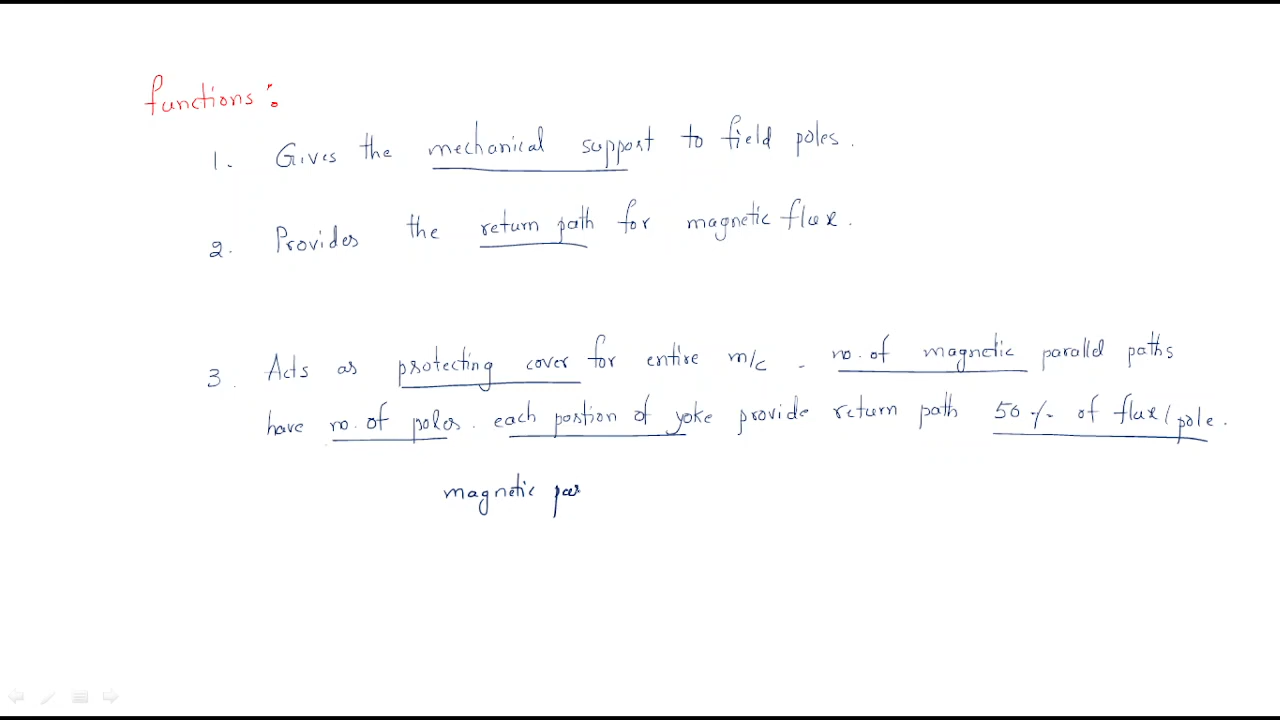 functions :
1. Gives the mechanical support to field poles.
2. Provides the return path for magnetic flux.
3. Acts as protecting cover for entire m/c. no. of magnetic parallel paths
have no. of poles. each portion of yoke provide return path 50% of flux/pole.
magnetic par